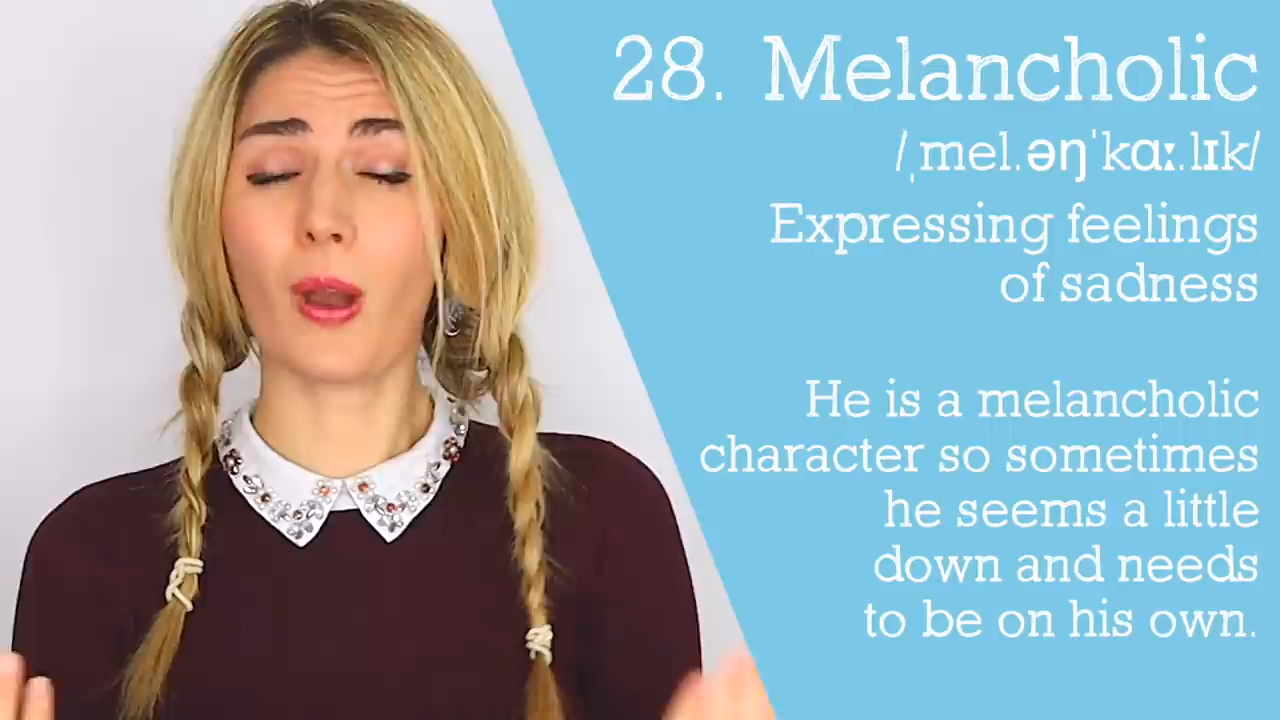 28. Melancholic
/ˌmel.əŋˈkɑː.lɪk/
Expressing feelings
of sadness
He is a melancholic
character so sometimes
he seems a little
down and needs
to be on his own.